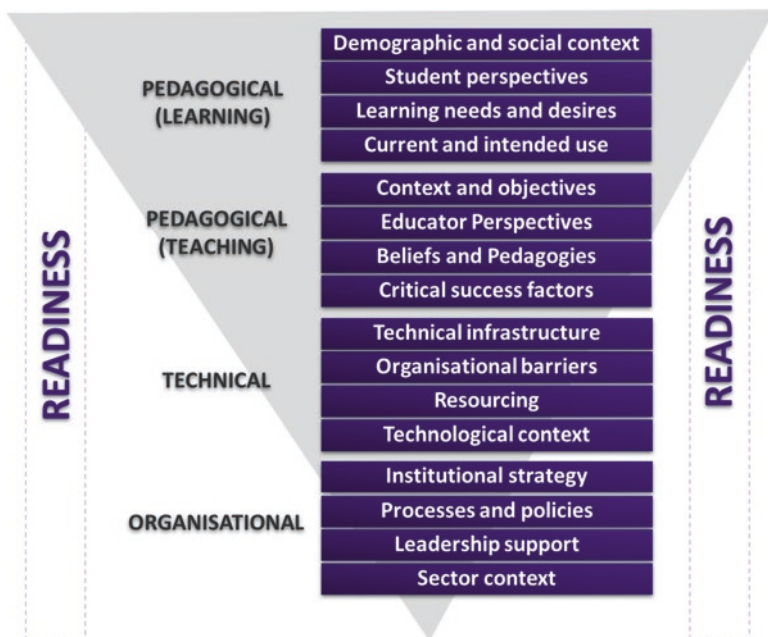 READINESS
PEDAGOGICAL
(LEARNING)
Demographic and social context
Student perspectives
Learning needs and desires
Current and intended use
PEDAGOGICAL
(TEACHING)
Context and objectives
Educator Perspectives
Beliefs and Pedagogies
Critical success factors
TECHNICAL
Technical infrastructure
Organisational barriers
Resourcing
Technological context
ORGANISATIONAL
Institutional strategy
Processes and policies
Leadership support
Sector context
READINESS